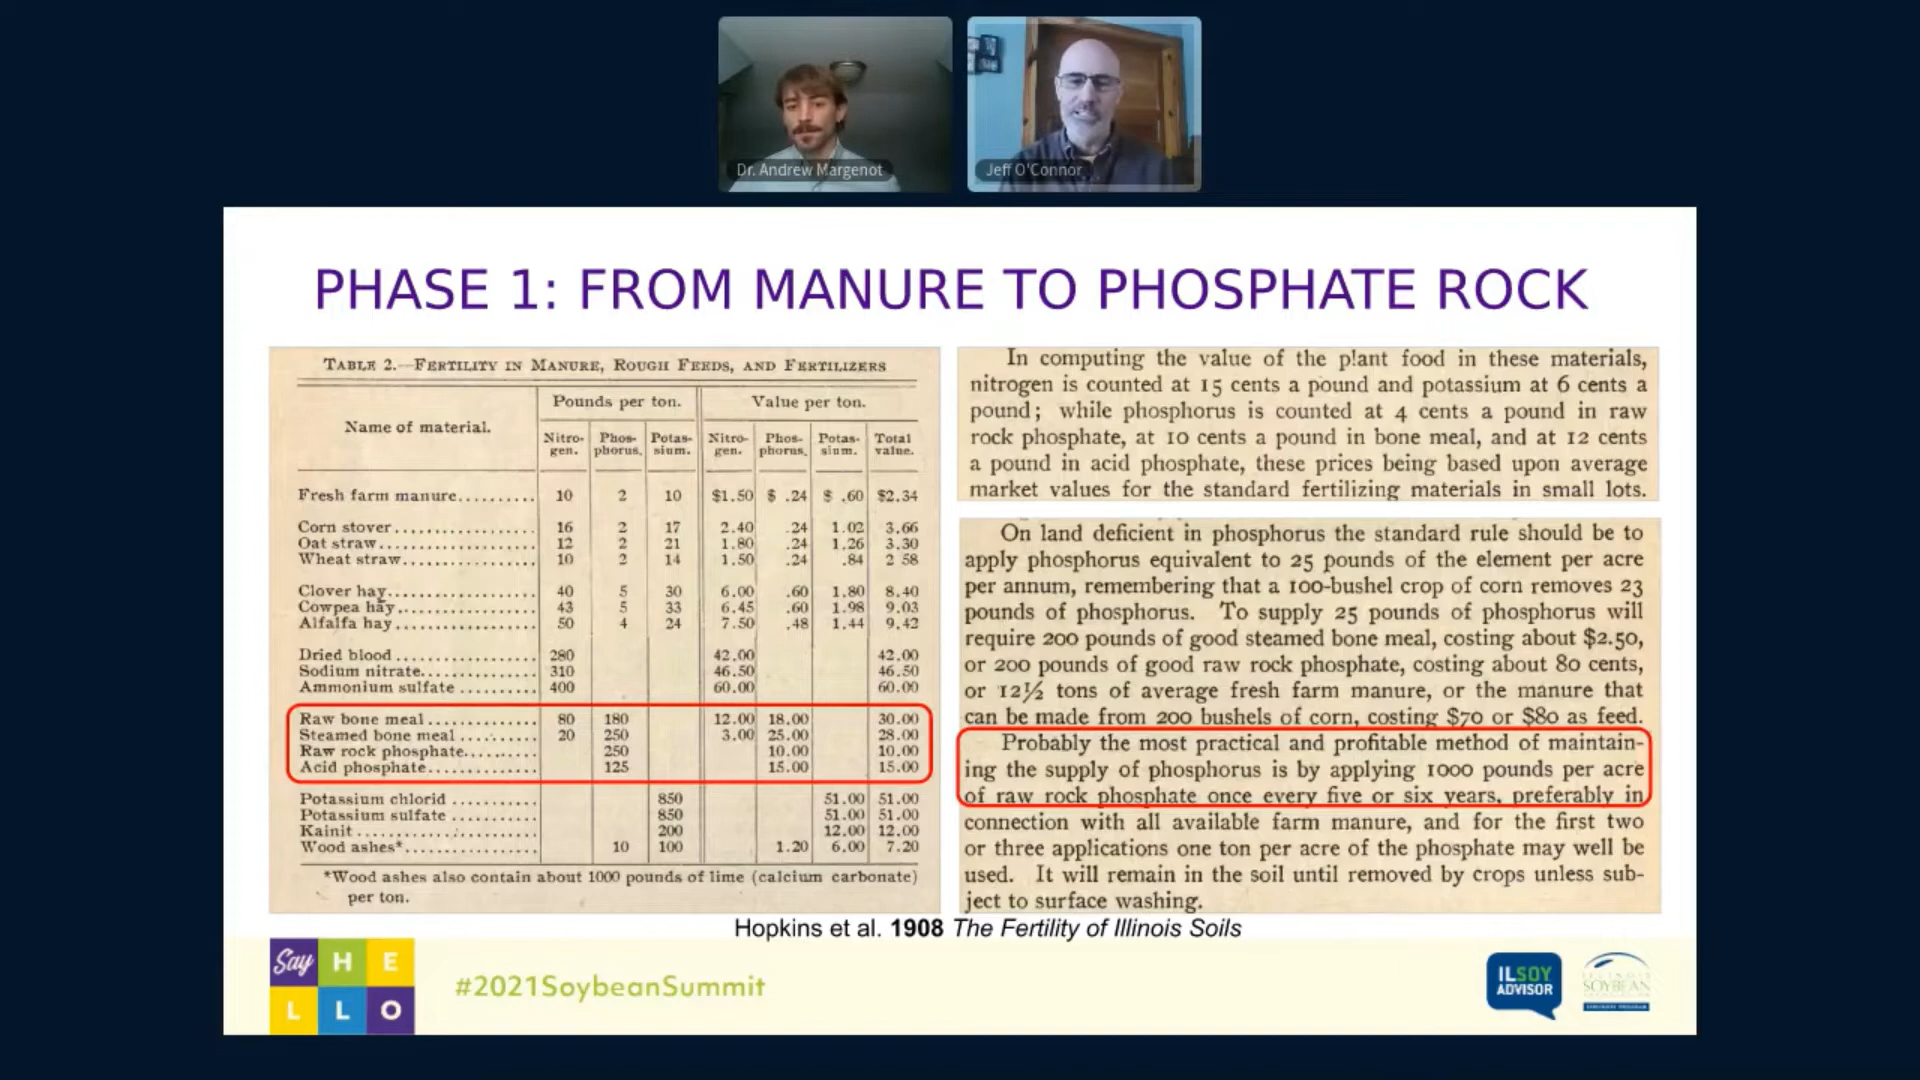 Dr. Andrew Margenot
Jeff O'Connor
PHASE 1: FROM MANURE TO PHOSPHATE ROCK
TABLE 2.—FERTILITY IN MANURE, ROUGH FEEDS, AND FERTILIZERS
Name of material. Pounds per ton. Value per ton.
Nitro-gen. Phos-phorus. Potas-sium. Nitro-gen. Phos-phorus. Potas-sium. Total value.
Fresh farm manure.......... 10 2 10 $1.50 $ .24 $ .60 $2.34
Corn stover.................. 16 2 17 2.40 .24 1.02 3.66
Oat straw.................... 12 2 21 1.80 .24 1.26 3.30
Wheat straw................. 10 2 14 1.50 .24 .84 2 58
Clover hay................... 40 5 30 6.00 .60 1.80 8.40
Cowpea hay.................. 43 5 33 6.45 .60 1.98 9.03
Alfalfa hay.................. 50 4 24 7.50 .48 1.44 9.42
Dried blood.................. 280 42.00 42.00
Sodium nitrate............... 310 46.50 46.50
Ammonium sulfate .......... 400 60.00 60.00
Raw bone meal.............. 80 180 12.00 18.00 30.00
Steamed bone meal.......... 20 250 3.00 25.00 28.00
Raw rock phosphate......... 250 10.00 10.00
Acid phosphate.............. 125 15.00 15.00
Potassium chlorid ........... 850 51.00 51.00
Potassium sulfate ........... 850 51.00 51.00
Kainit....................... 200 12.00 12.00
Wood ashes*................. 10 100 1.20 6.00 7.20
*Wood ashes also contain about 1000 pounds of lime (calcium carbonate)
per ton.
In computing the value of the plant food in these materials,
nitrogen is counted at 15 cents a pound and potassium at 6 cents a
pound; while phosphorus is counted at 4 cents a pound in raw
rock phosphate, at 10 cents a pound in bone meal, and at 12 cents
a pound in acid phosphate, these prices being based upon average
market values for the standard fertilizing materials in small lots.
On land deficient in phosphorus the standard rule should be to
apply phosphorus equivalent to 25 pounds of the element per acre
per annum, remembering that a 100-bushel crop of corn removes 23
pounds of phosphorus. To supply 25 pounds of phosphorus will
require 200 pounds of good steamed bone meal, costing about $2.50,
or 200 pounds of good raw rock phosphate, costing about 80 cents,
or 12½ tons of average fresh farm manure, or the manure that
can be made from 200 bushels of corn, costing $70 or $80 as feed.
Probably the most practical and profitable method of maintain-
ing the supply of phosphorus is by applying 1000 pounds per acre
of raw rock phosphate once every five or six years, preferably in
connection with all available farm manure, and for the first two
or three applications one ton per acre of the phosphate may well be
used. It will remain in the soil until removed by crops unless sub-
ject to surface washing.
Hopkins et al. 1908 The Fertility of Illinois Soils
Say H E
L L O
#2021SoybeanSummit
ILSOY
ADVISOR
ILLINOIS
SOYBEAN